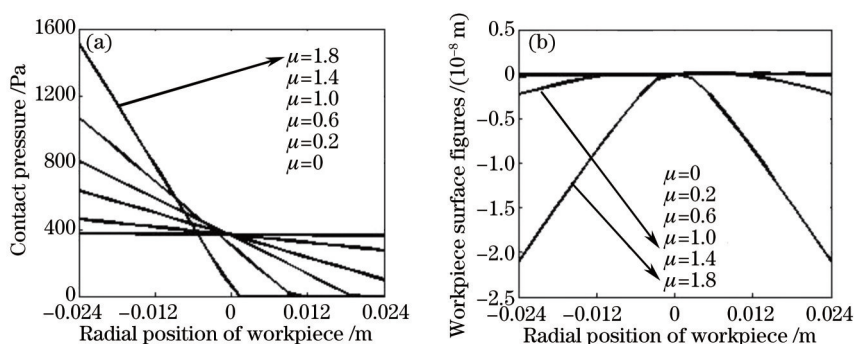 (a)
Contact pressure /Pa
1600
1200
800
400
0
μ=1.8
μ=1.4
μ=1.0
μ=0.6
μ=0.2
μ=0
-0.024
-0.012
0
0.012
0.024
Radial position of workpiece /m
(b)
Workpiece surface figures /(10⁻⁸ m)
0.5
0
-0.5
-1.0
-1.5
-2.0
-2.5
μ=0
μ=0.2
μ=0.6
μ=1.0
μ=1.4
μ=1.8
-0.024
-0.012
0
0.012
0.024
Radial position of workpiece /m